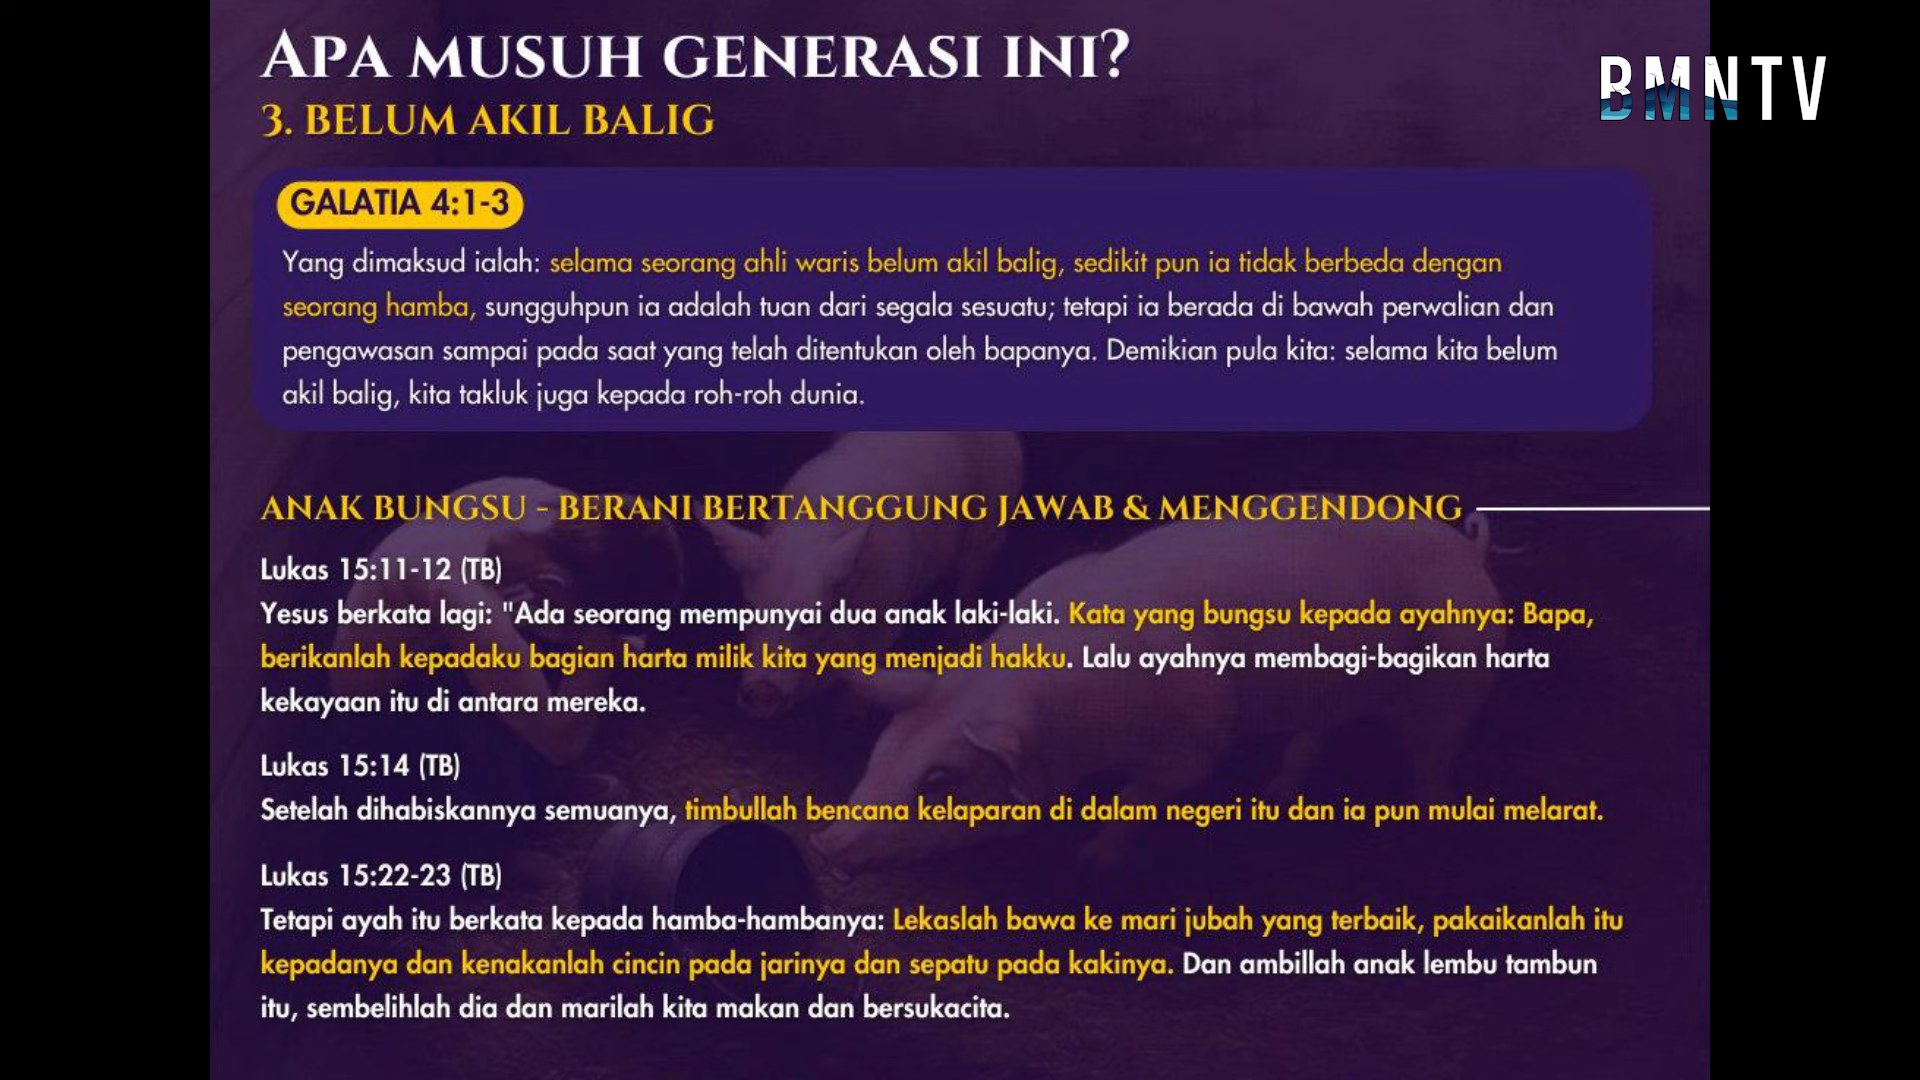 APA MUSUH GENERASI INI?
BMNTV
3. BELUM AKIL BALIG
GALATIA 4:1-3
Yang dimaksud ialah: selama seorang ahli waris belum akil balig, sedikit pun ia tidak berbeda dengan
seorang hamba, sungguhpun ia adalah tuan dari segala sesuatu; tetapi ia berada di bawah perwalian dan
pengawasan sampai pada saat yang telah ditentukan oleh bapanya. Demikian pula kita: selama kita belum
akil balig, kita takluk juga kepada roh-roh dunia.
ANAK BUNGSU - BERANI BERTANGGUNG JAWAB & MENGGENDONG
Lukas 15:11-12 (TB)
Yesus berkata lagi: "Ada seorang mempunyai dua anak laki-laki. Kata yang bungsu kepada ayahnya: Bapa,
berikanlah kepadaku bagian harta milik kita yang menjadi hakku. Lalu ayahnya membagi-bagikan harta
kekayaan itu di antara mereka.
Lukas 15:14 (TB)
Setelah dihabiskannya semuanya, timbullah bencana kelaparan di dalam negeri itu dan ia pun mulai melarat.
Lukas 15:22-23 (TB)
Tetapi ayah itu berkata kepada hamba-hambanya: Lekaslah bawa ke mari jubah yang terbaik, pakaikanlah itu
kepadanya dan kenakanlah cincin pada jarinya dan sepatu pada kakinya. Dan ambillah anak lembu tambun
itu, sembelihlah dia dan marilah kita makan dan bersukacita.